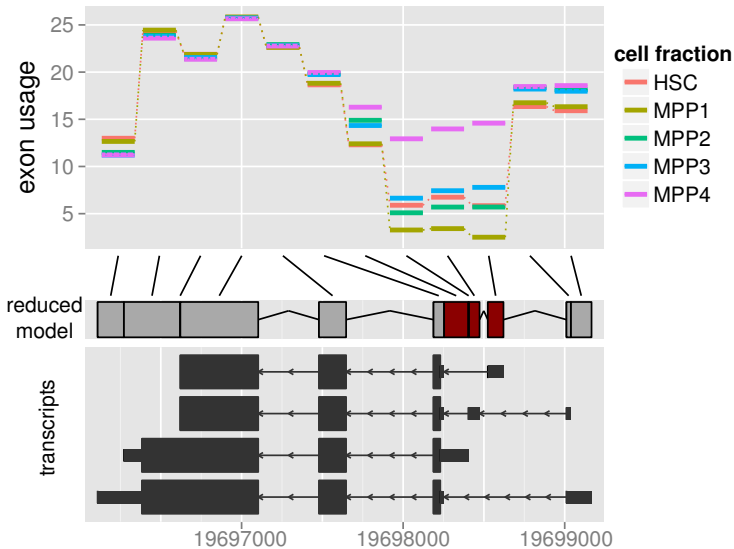 25
20
15
10
5
exon usage
cell fraction
HSC
MPP1
MPP2
MPP3
MPP4
reduced
model
transcripts
19697000
19698000
19699000